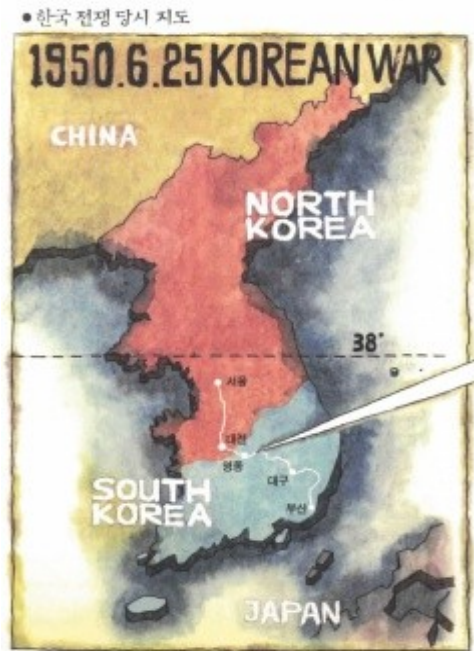 ● 한국 전쟁 당시 지도
1950.6.25 KOREAN WAR
CHINA
NORTH
KOREA
38°
서울
대전
영동
대구
부산
SOUTH
KOREA
JAPAN